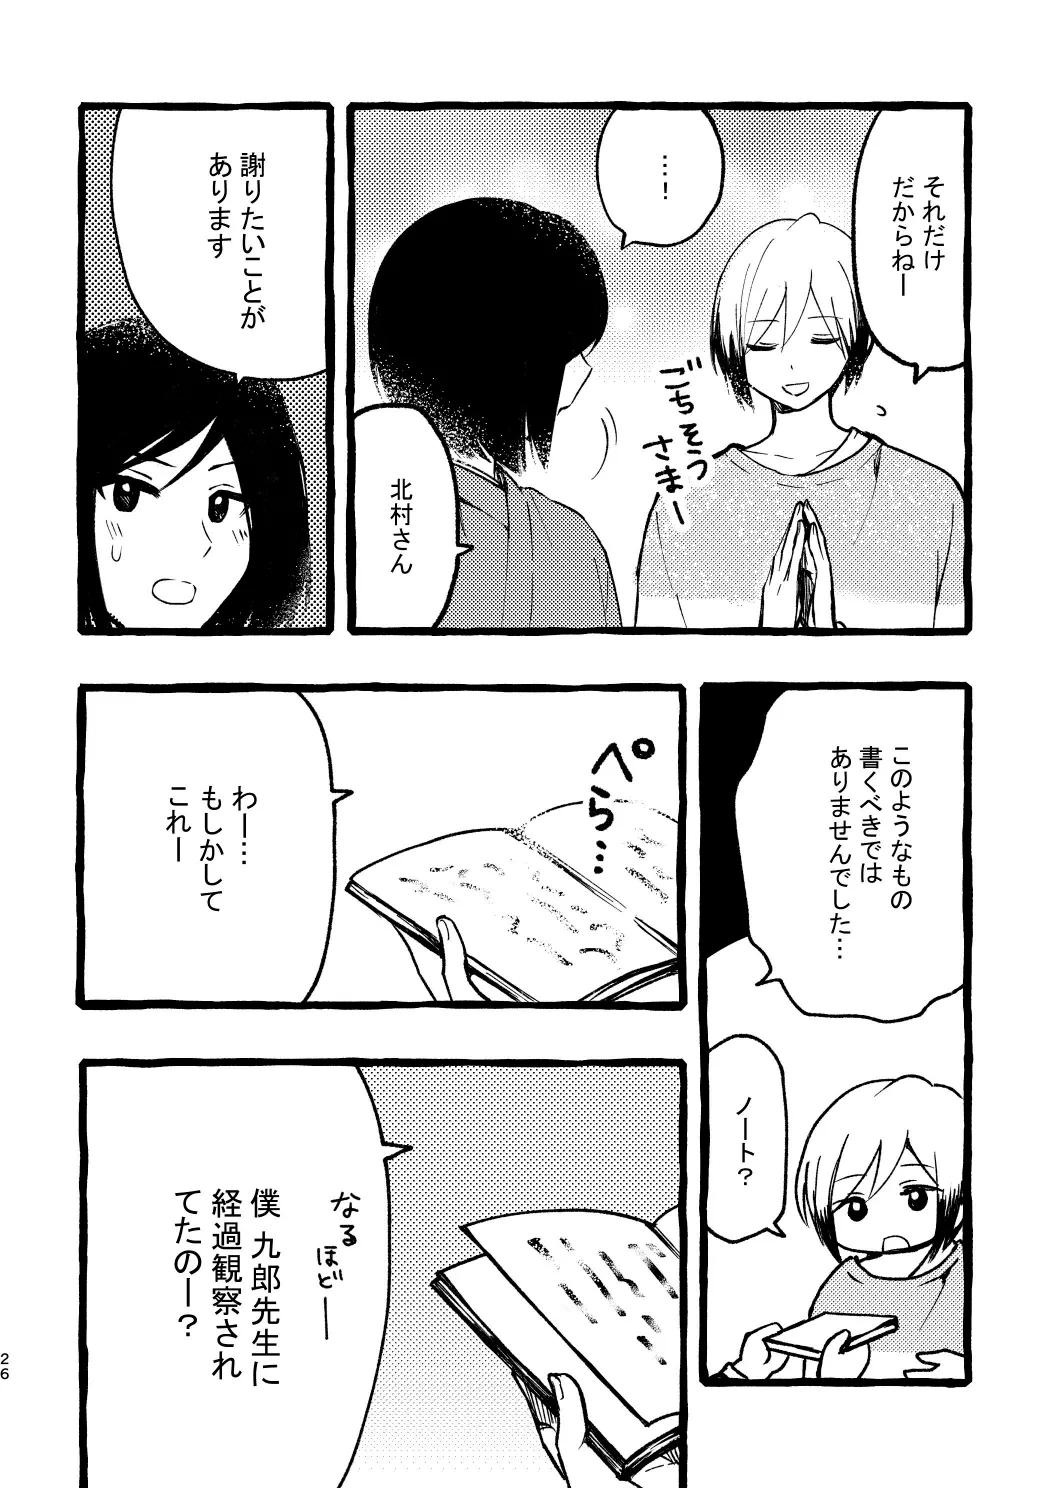 それだけ
だからねー
…！
ごちそう
さまー
北村さん
謝りたいことが
あります
このようなもの
書くべきでは
ありませんでした…
ノート？
ぺら…
わー…
もしかして
これー
なる
ほどー
僕 九郎先生に
経過観察され
てたのー？
26